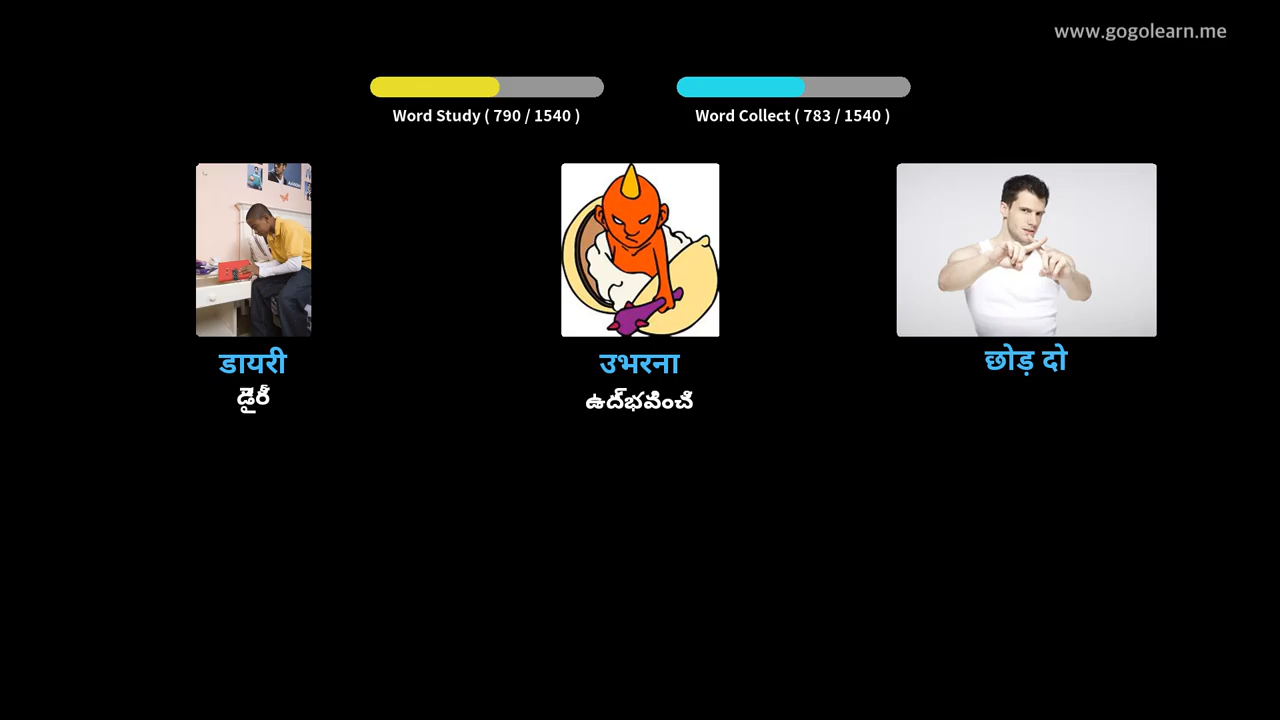 www.gogolearn.me
Word Study ( 790 / 1540 )
Word Collect ( 783 / 1540 )
डायरी
उभरना
छोड़ दो
డైరీ
ఉద్భవించి